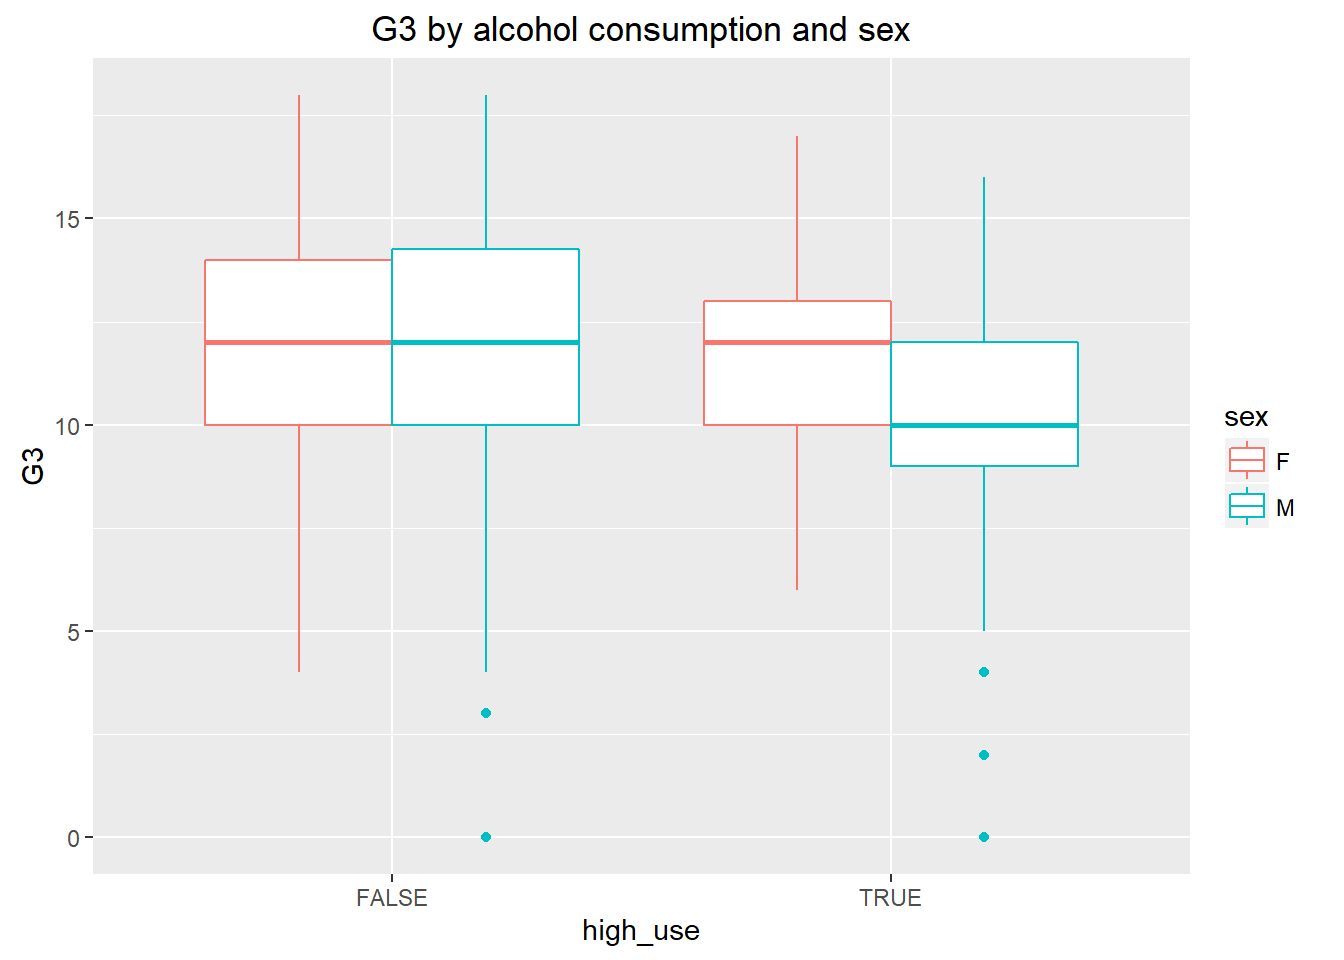 G3 by alcohol consumption and sex
15
10
5
0
G3
FALSE
TRUE
high_use
sex
F
M